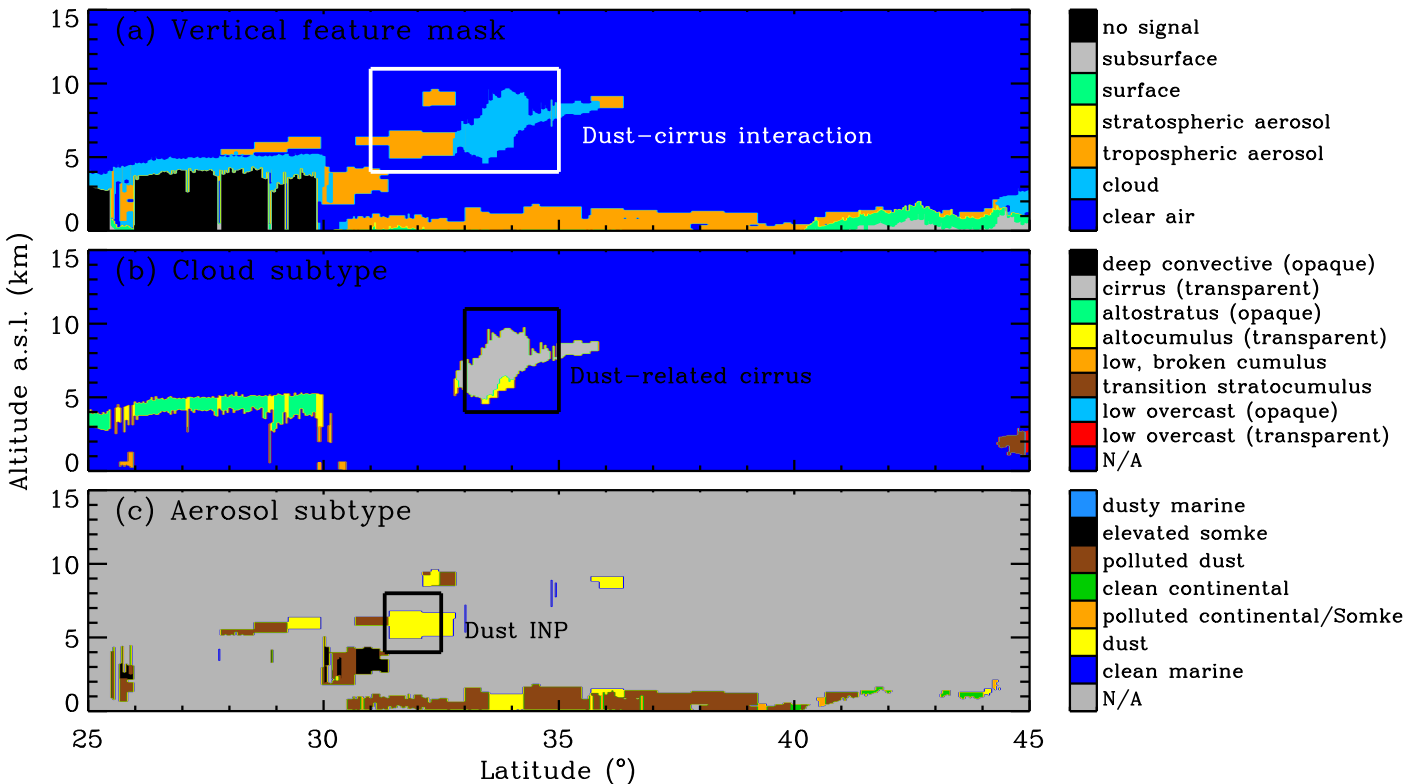 15
(a) Vertical feature mask
10
Dust-cirrus interaction
5
0
no signal
subsurface
surface
stratospheric aerosol
tropospheric aerosol
cloud
clear air
Altitude a.s.l. (km)
15
(b) Cloud subtype
10
Dust-related cirrus
5
0
deep convective (opaque)
cirrus (transparent)
altostratus (opaque)
altocumulus (transparent)
low, broken cumulus
transition stratocumulus
low overcast (opaque)
low overcast (transparent)
N/A
15
(c) Aerosol subtype
10
5
Dust INP
0
dusty marine
elevated somke
polluted dust
clean continental
polluted continental/Somke
dust
clean marine
N/A
25 30 35 40 45
Latitude (°)